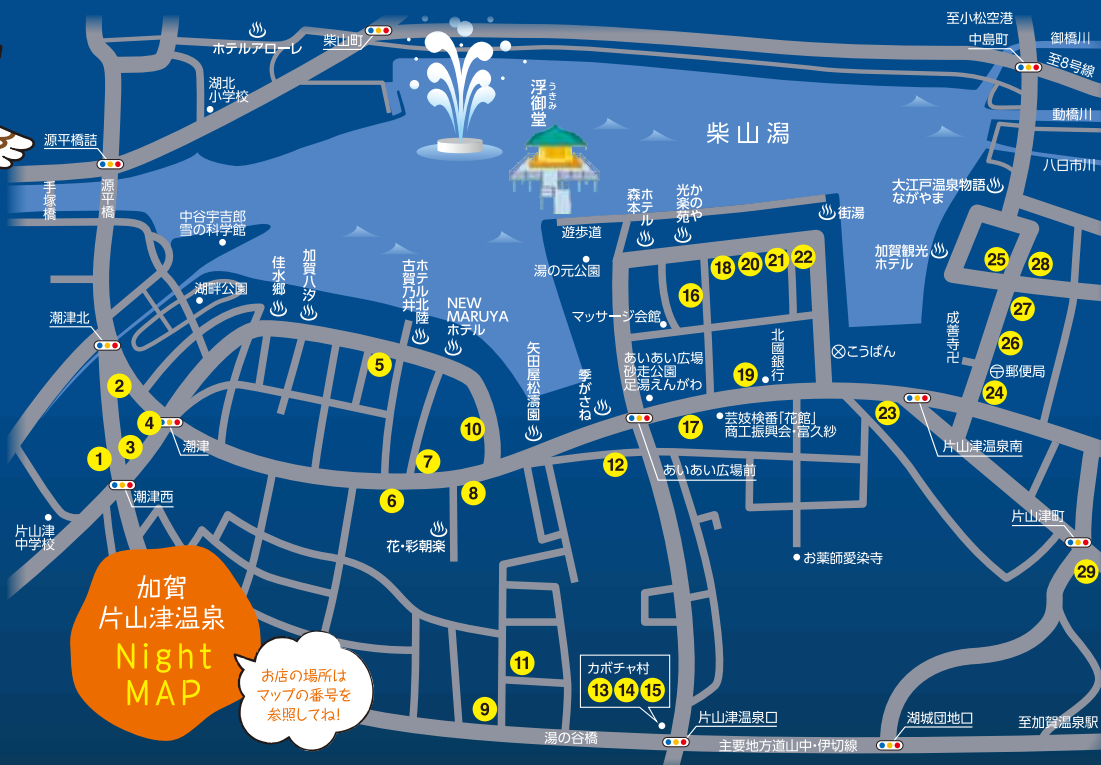 至小松空港
中島町
御橋川
至8号線
動橋川
八日市川
ホテルアローレ
柴山町
湖北
小学校
源平橋詰
源平橋
手塚橋
浮御堂
うきみ
柴山潟
中谷宇吉郎
雪の科学館
佳水郷
加賀八汐
湖畔公園
潮津北
ホテル北陸
古賀乃井
NEW
MARUYA
ホテル
矢田屋松濤園
季がさね
遊歩道
湯の元公園
ホテル
森本
かのや
光楽苑
街湯
大江戸温泉物語
ながやま
加賀観光
ホテル
マッサージ会館
あいあい広場
砂走公園
足湯えんがわ
北國銀行
こうばん
成善寺卍
〒郵便局
芸妓検番「花館」
商工振興会・富久紗
片山津温泉南
あいあい広場前
片山津町
お薬師愛染寺
潮津
潮津西
片山津
中学校
花・彩朝楽
1
2
3
4
5
6
7
8
9
10
11
12
16
17
18
19
20
21
22
23
24
25
26
27
28
29
カボチャ村
13 14 15
片山津温泉口
湖城団地口
至加賀温泉駅
湯の谷橋
主要地方道山中・伊切線
加賀
片山津温泉
Night
MAP
お店の場所は
マップの番号を
参照してね!